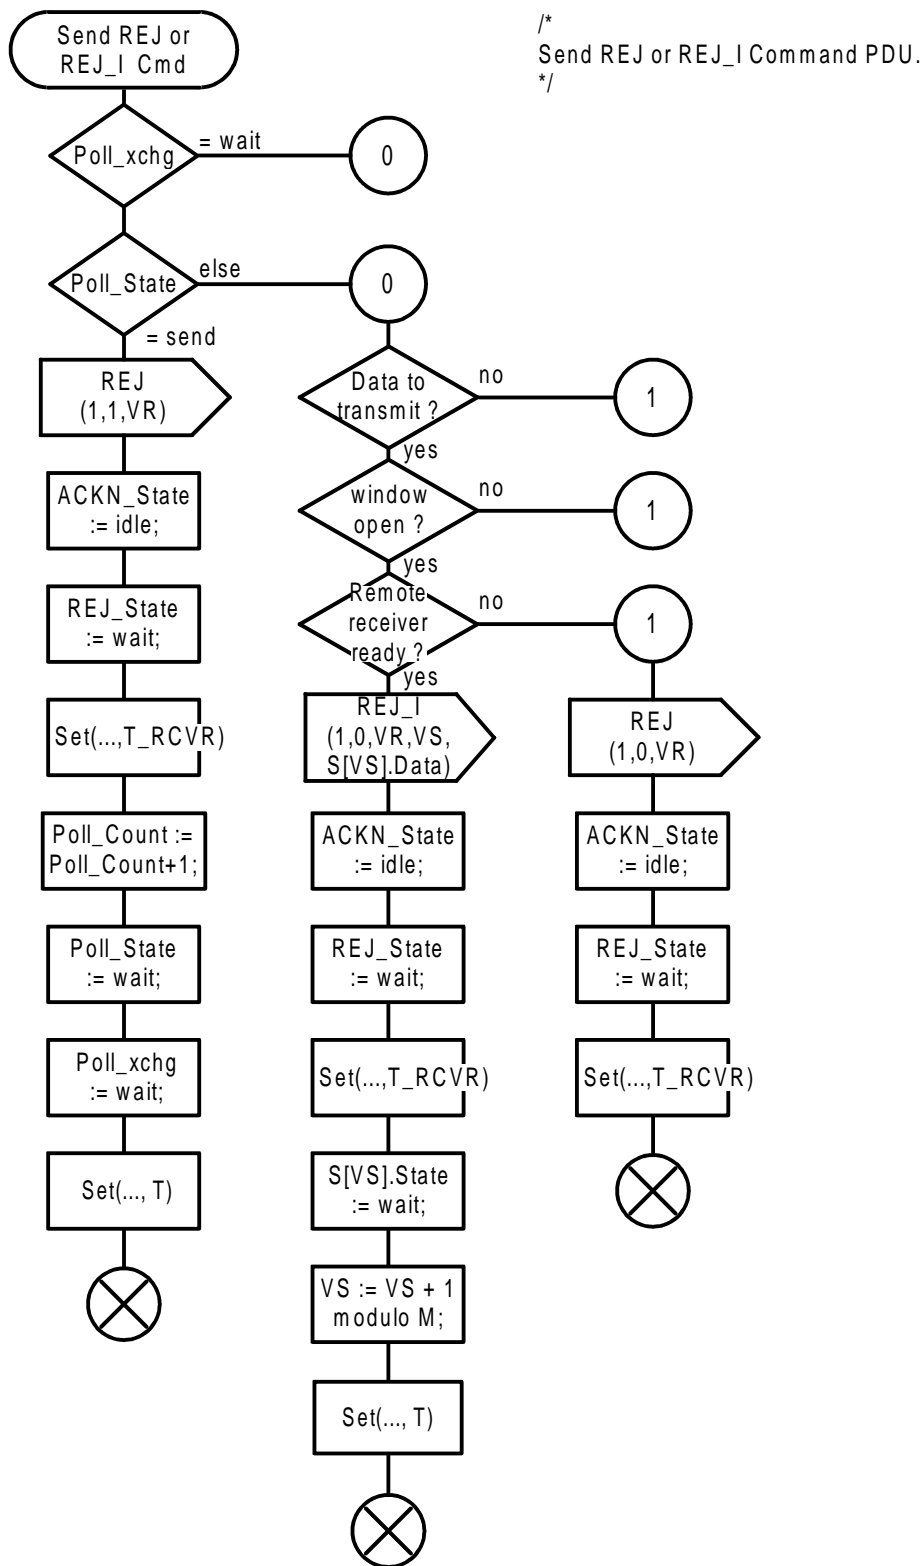 Send REJ or
REJ_I Cmd
/*
Send REJ or REJ_I Command PDU.
*/
Poll_xchg
= wait
0
Poll_State
else
0
= send
REJ
(1,1,VR)
ACKN_State
:= idle;
REJ_State
:= wait;
Set(...,T_RCVR)
Poll_Count :=
Poll_Count+1;
Poll_State
:= wait;
Poll_xchg
:= wait;
Set(..., T)
Data to
transmit ?
no
1
yes
window
open ?
no
1
yes
Remote
receiver
ready ?
no
1
yes
REJ_I
(1,0,VR,VS,
S[VS].Data)
ACKN_State
:= idle;
REJ_State
:= wait;
Set(...,T_RCVR)
S[VS].State
:= wait;
VS := VS + 1
modulo M;
Set(..., T)
REJ
(1,0,VR)
ACKN_State
:= idle;
REJ_State
:= wait;
Set(...,T_RCVR)